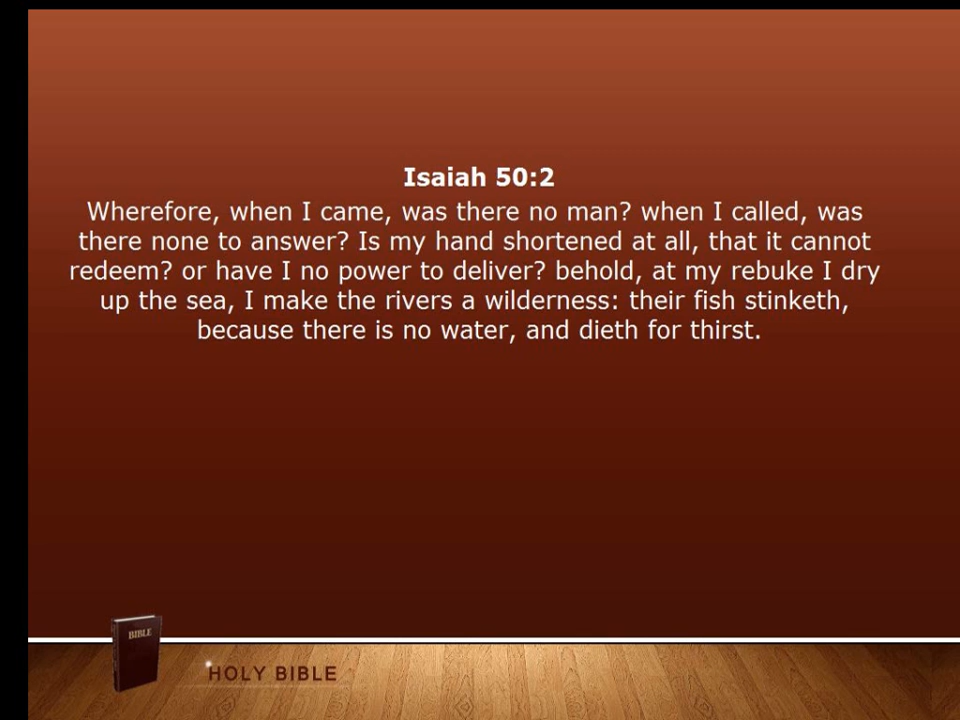 Isaiah 50:2
Wherefore, when I came, was there no man? when I called, was
there none to answer? Is my hand shortened at all, that it cannot
redeem? or have I no power to deliver? behold, at my rebuke I dry
up the sea, I make the rivers a wilderness: their fish stinketh,
because there is no water, and dieth for thirst.
BIBLE
HOLY BIBLE